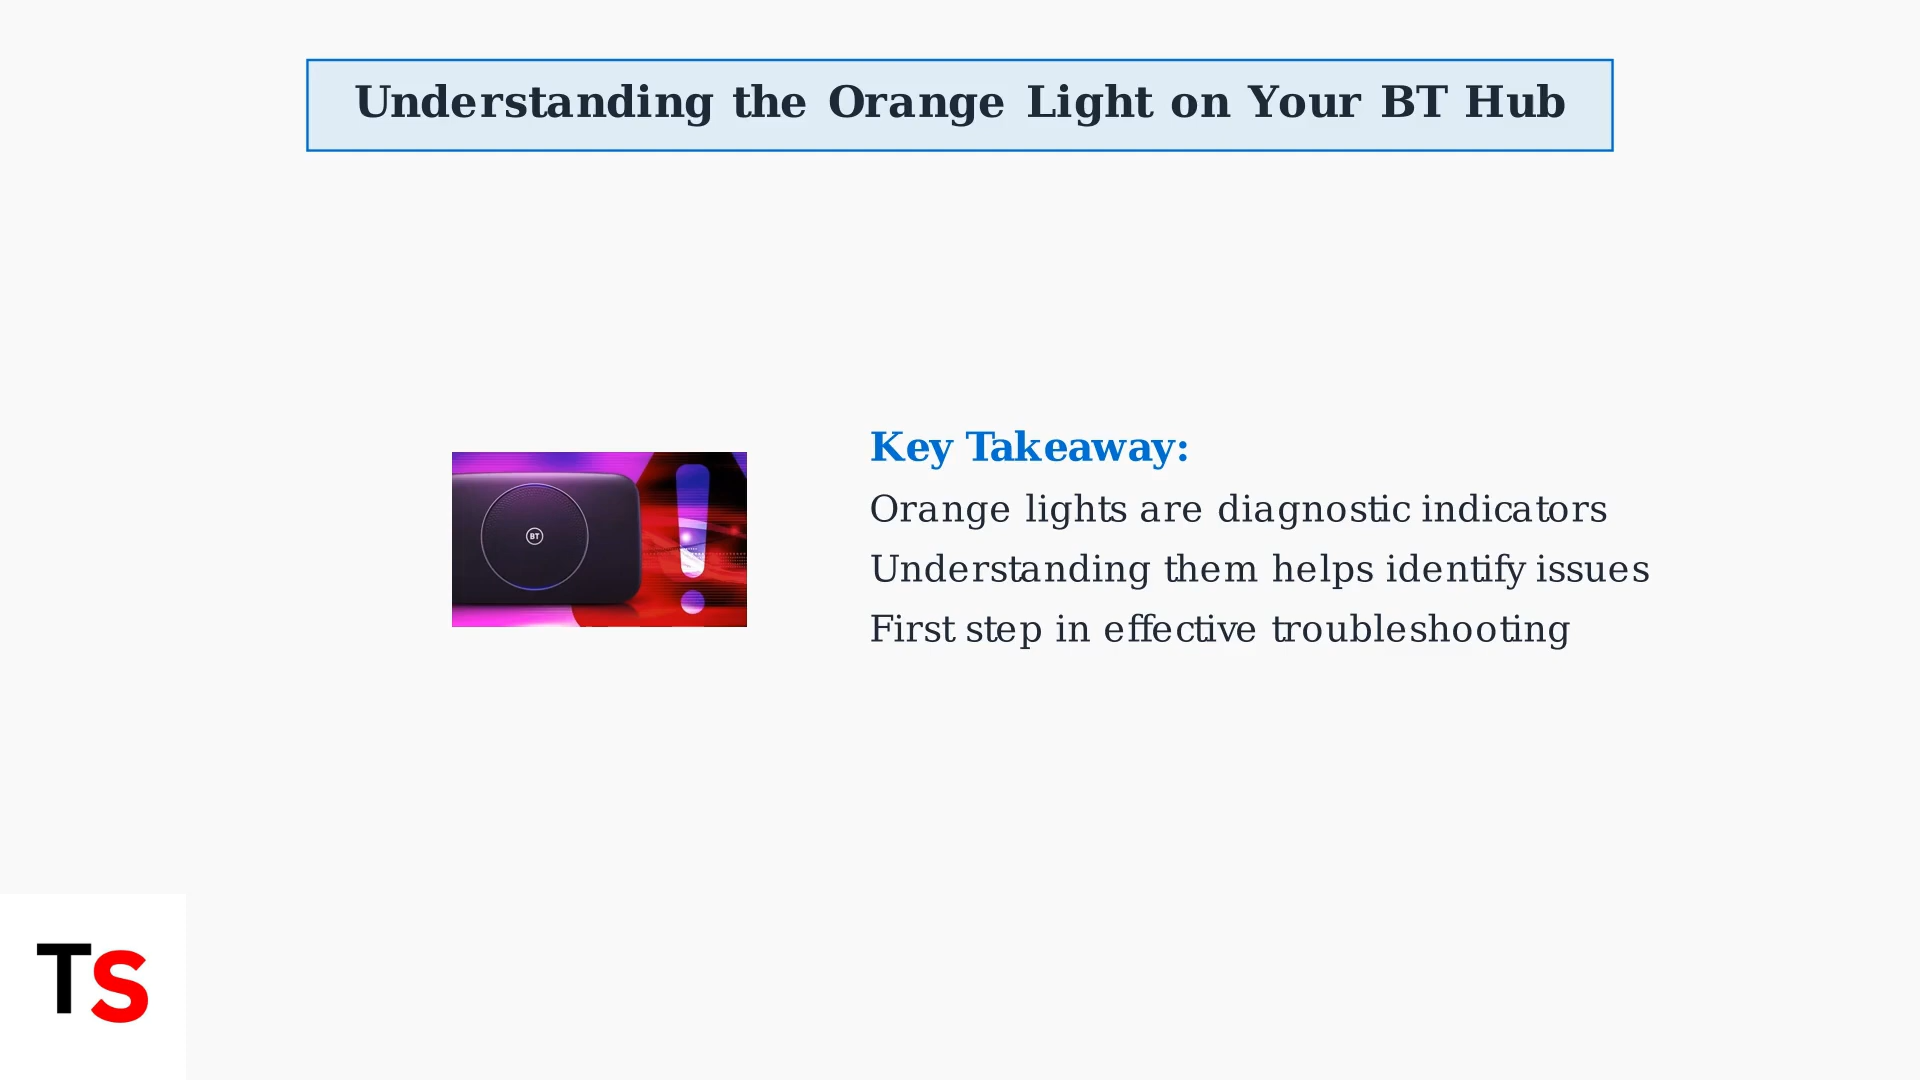 Understanding the Orange Light on Your BT Hub
BT
Key Takeaway:
Orange lights are diagnostic indicators
Understanding them helps identify issues
First step in effective troubleshooting
TS